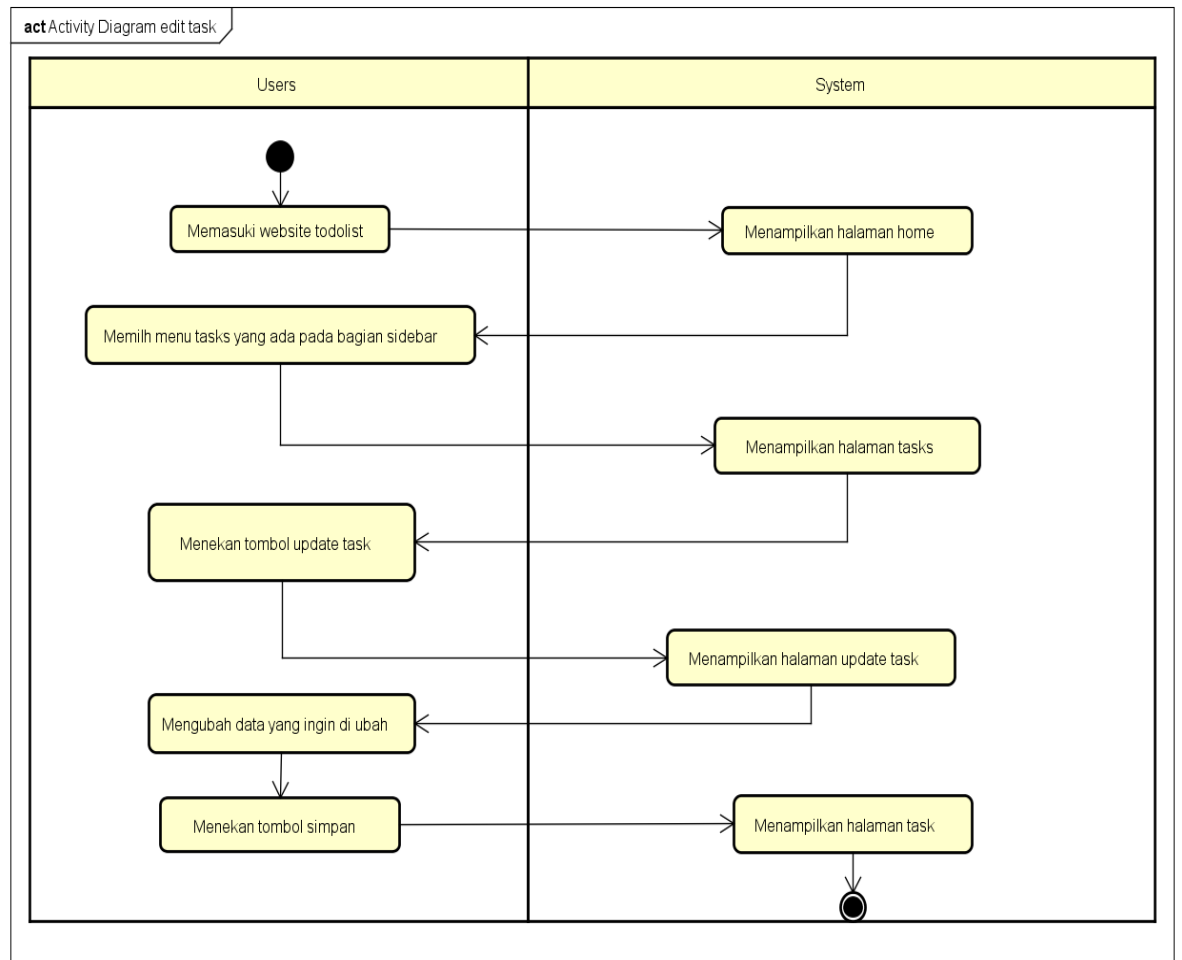 act Activity Diagram edit task
Users
System
Memasuki website todolist
Menampilkan halaman home
Memilh menu tasks yang ada pada bagian sidebar
Menampilkan halaman tasks
Menekan tombol update task
Menampilkan halaman update task
Mengubah data yang ingin di ubah
Menekan tombol simpan
Menampilkan halaman task